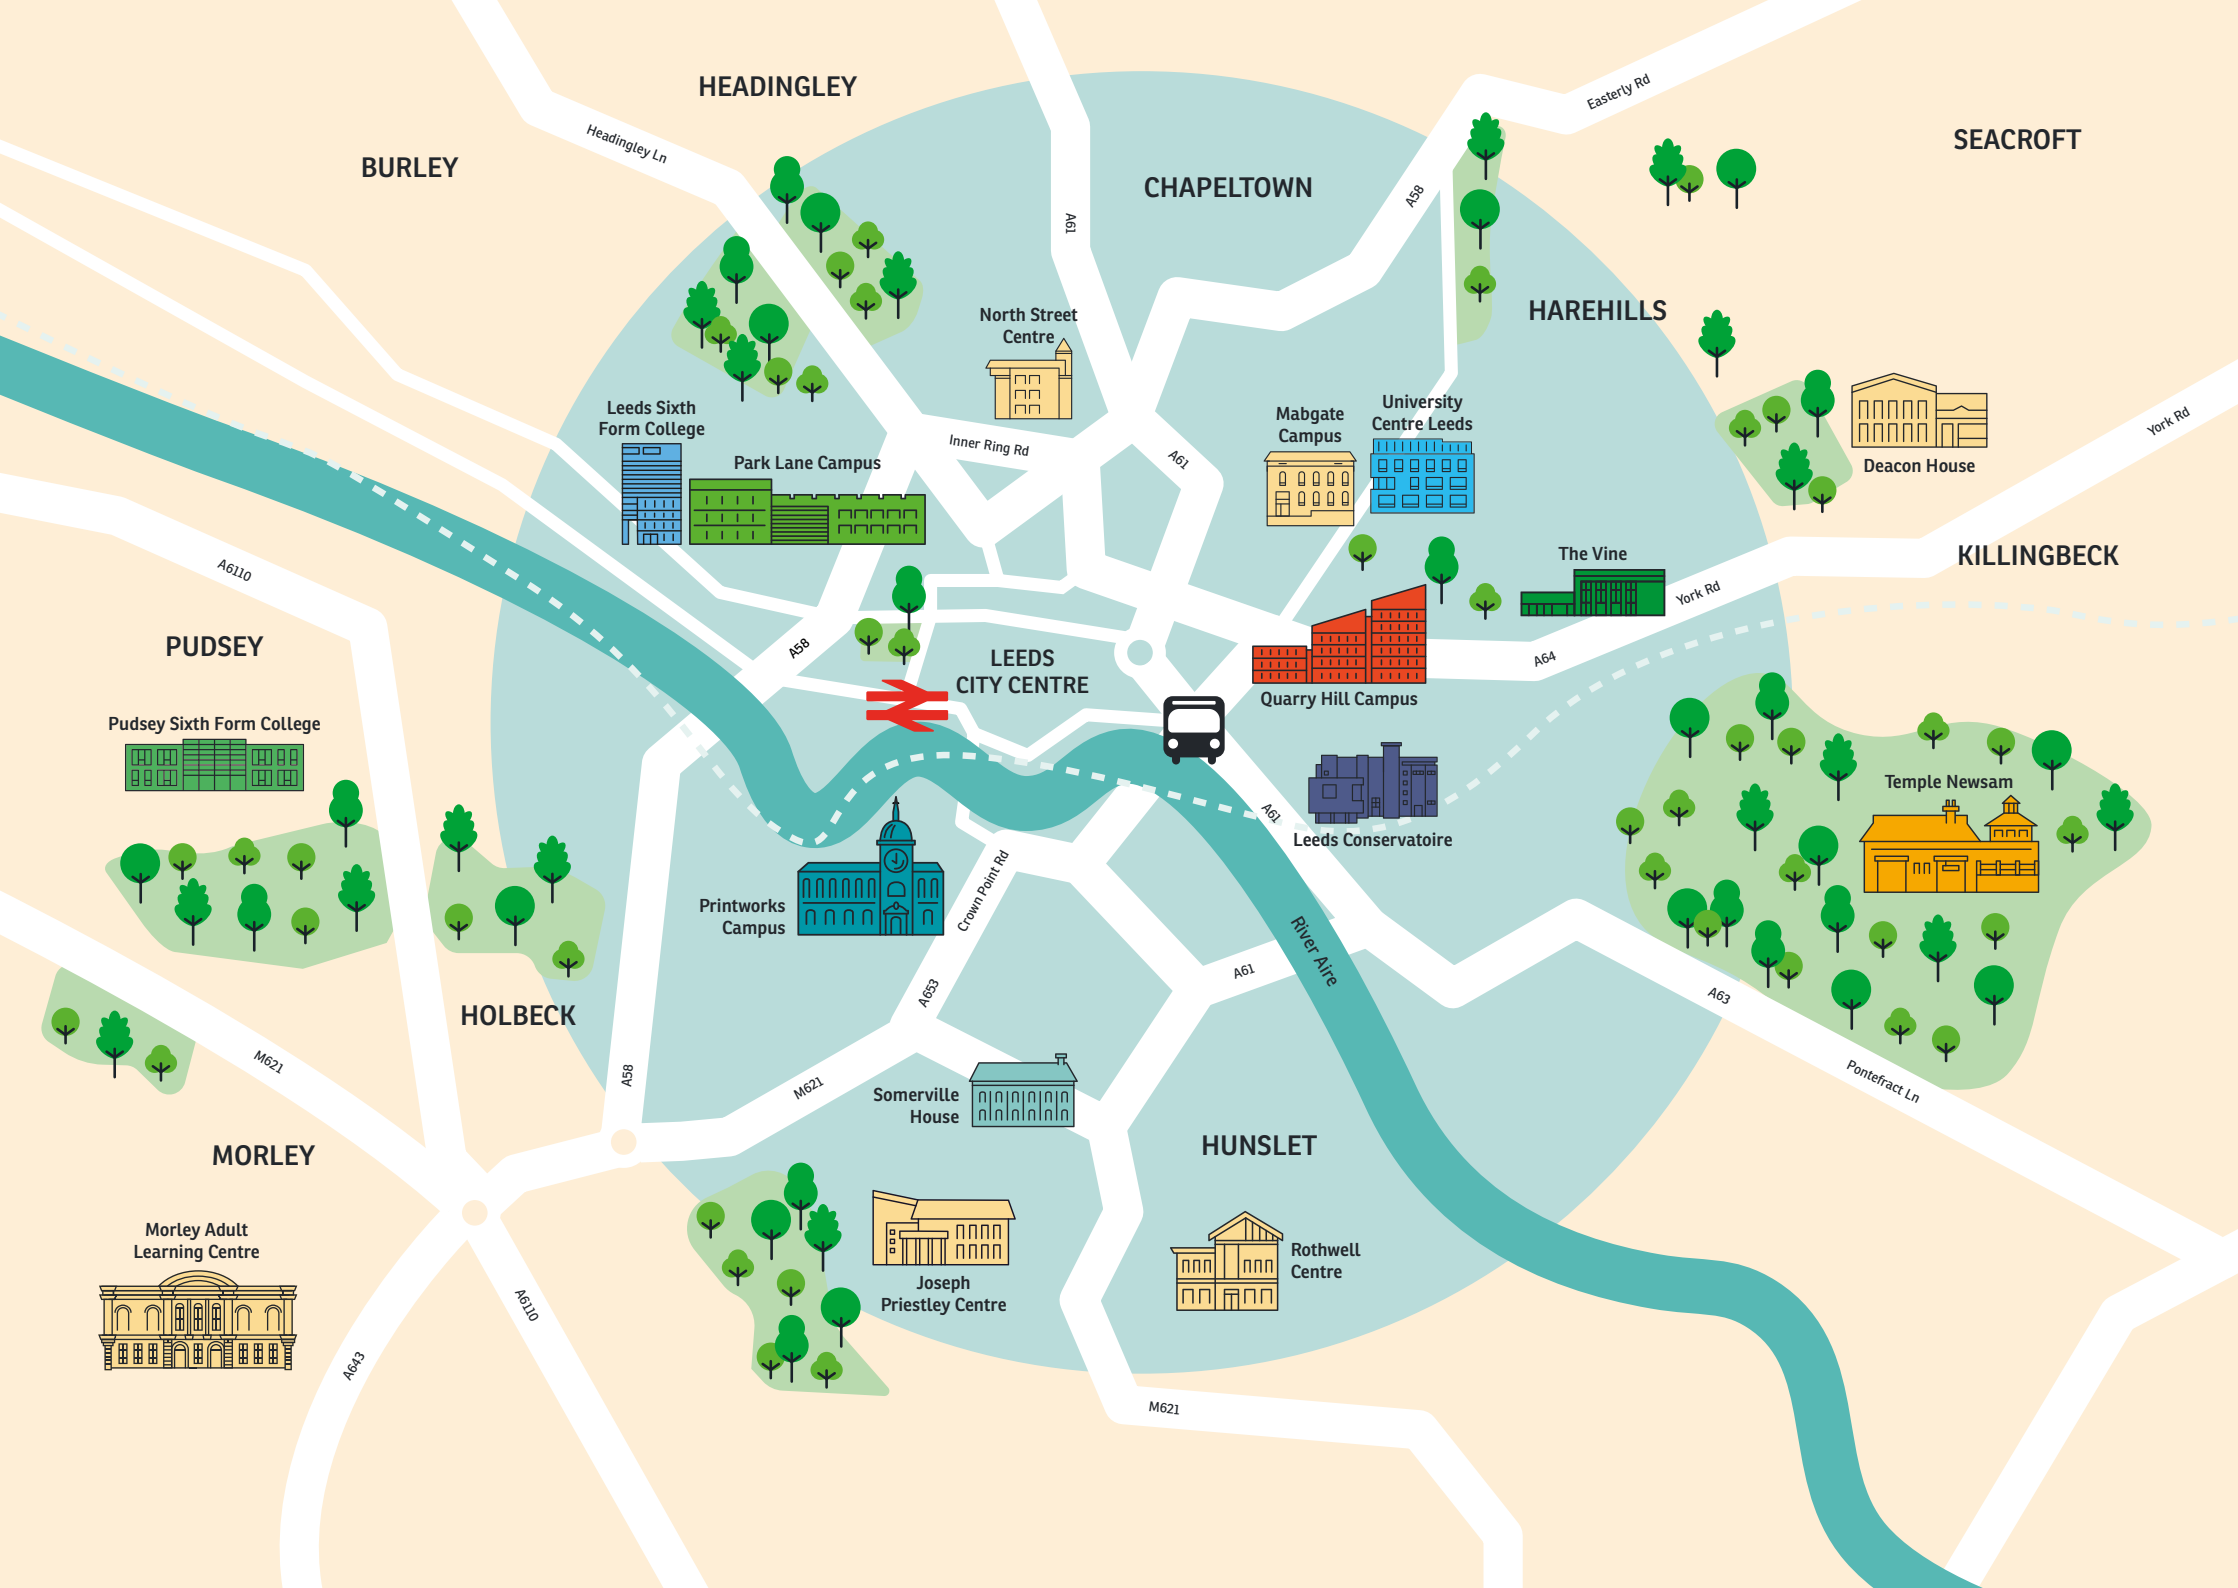 HEADINGLEY
Easterly Rd
Headingley Ln
SEACROFT
BURLEY
CHAPELTOWN
A58
A61
HAREHILLS
North Street
Centre
Leeds Sixth
Form College
Mabgate
Campus
University
Centre Leeds
York Rd
Inner Ring Rd
A61
Park Lane Campus
Deacon House
A6110
The Vine
KILLINGBECK
York Rd
PUDSEY
A58
LEEDS
CITY CENTRE
A64
Quarry Hill Campus
Pudsey Sixth Form College
Temple Newsam
A61
Leeds Conservatoire
Crown Point Rd
Printworks
Campus
River Aire
A61
A653
A63
HOLBECK
M621
A58
M621
Somerville
House
Pontefract Ln
MORLEY
HUNSLET
Morley Adult
Learning Centre
Joseph
Priestley Centre
Rothwell
Centre
A6110
A643
M621